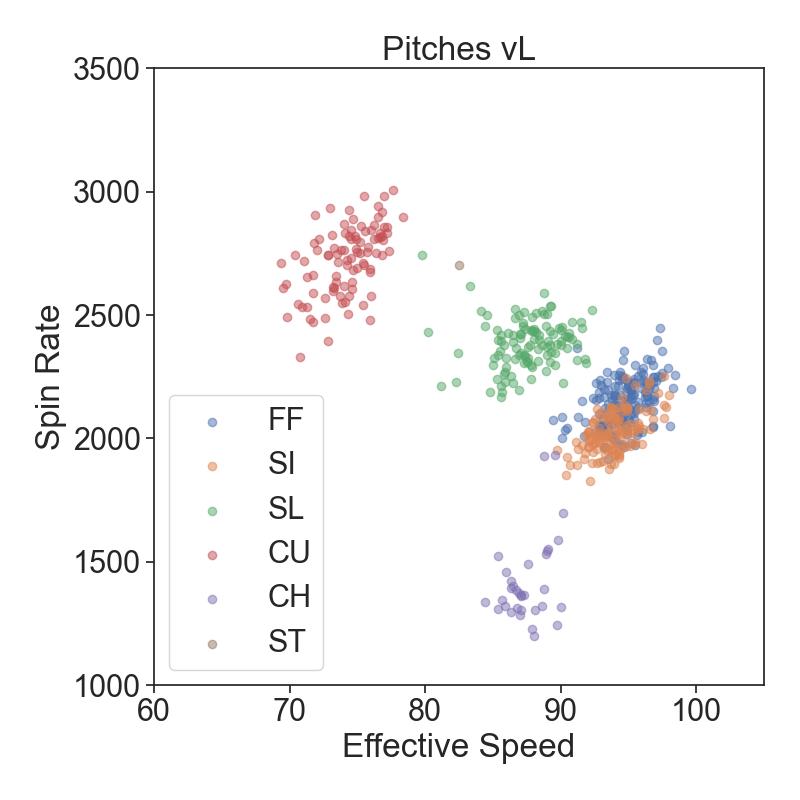 Pitches vL
3500
3000
2500
2000
1500
1000
Spin Rate
FF
SI
SL
CU
CH
ST
60 70 80 90 100
Effective Speed